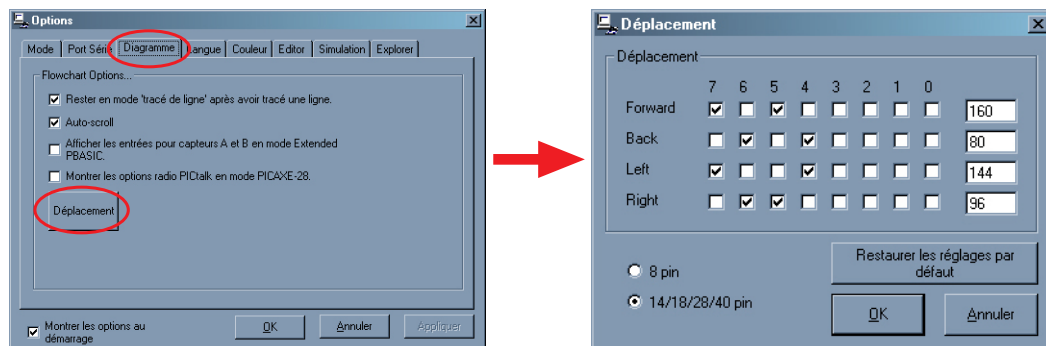 Options
Mode Port Série Diagramme Langue Couleur Editor Simulation Explorer
Flowchart Options...
Rester en mode 'tracé de ligne' après avoir tracé une ligne.
Auto-scroll
Afficher les entrées pour capteurs A et B en mode Extended
PBASIC.
Montrer les options radio PICtalk en mode PICAXE-28.
Déplacement
Montrer les options au
démarrage
OK Annuler Appliquer
Déplacement
Déplacement
7 6 5 4 3 2 1 0
Forward 160
Back 80
Left 144
Right 96
8 pin
14/18/28/40 pin
Restaurer les réglages par
défaut
OK Annuler